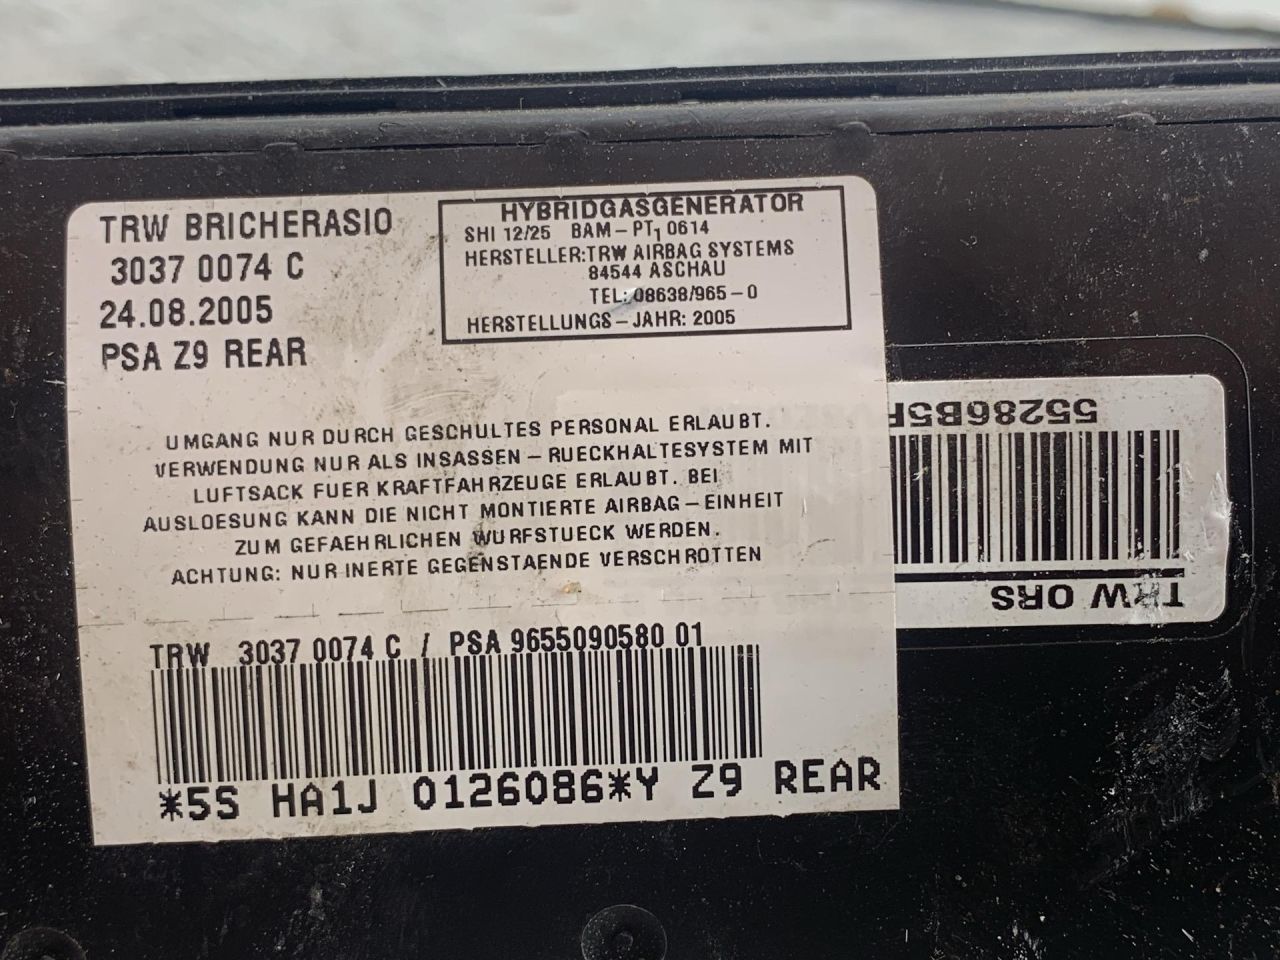 TRW BRICHERASIO
3037 0074 C
24.08.2005
PSA Z9 REAR
HYBRIDGASGENERATOR
SHI 12/25 BAM-PT1 0614
HERSTELLER:TRW AIRBAG SYSTEMS
84544 ASCHAU
TEL: 08638/965-0
HERSTELLUNGS-JAHR: 2005
UMGANG NUR DURCH GESCHULTES PERSONAL ERLAUBT.
VERWENDUNG NUR ALS INSASSEN-RUECKHALTESYSTEM MIT
LUFTSACK FUER KRAFTFAHRZEUGE ERLAUBT. BEI
AUSLOESUNG KANN DIE NICHT MONTIERTE AIRBAG-EINHEIT
ZUM GEFAEHRLICHEN WURFSTUECK WERDEN.
ACHTUNG: NUR INERTE GEGENSTAENDE VERSCHROTTEN
TRW 3037 0074 C / PSA 9655090580 01
*5S HA1J 0126086*Y Z9 REAR
TRW ORS
55286B5